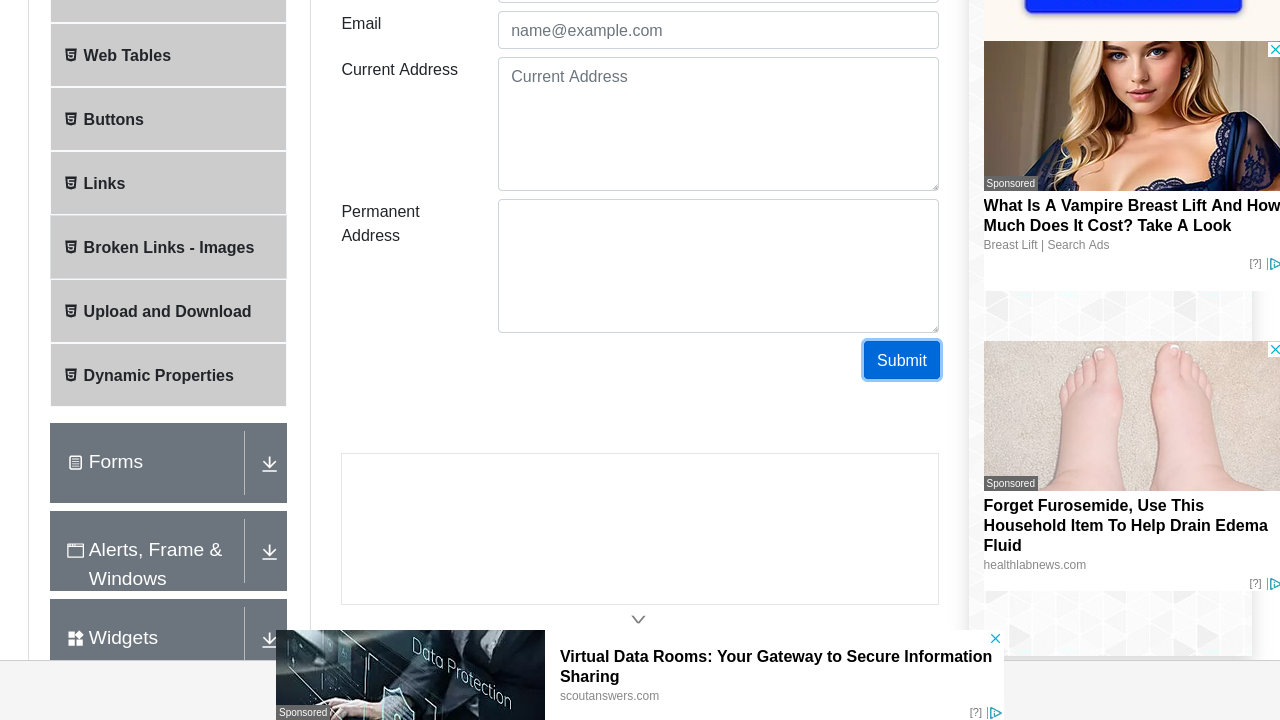 Web Tables
Buttons
Links
Broken Links - Images
Upload and Download
Dynamic Properties
Forms
Alerts, Frame &
Windows
Widgets
Email
name@example.com
Current Address
Current Address
Permanent
Address
Submit
Sponsored
What Is A Vampire Breast Lift And How
Much Does It Cost? Take A Look
Breast Lift | Search Ads
[?]
Sponsored
Forget Furosemide, Use This
Household Item To Help Drain Edema
Fluid
healthlabnews.com
[?]
Data Protection
Sponsored
Virtual Data Rooms: Your Gateway to Secure Information
Sharing
scoutanswers.com
[?]